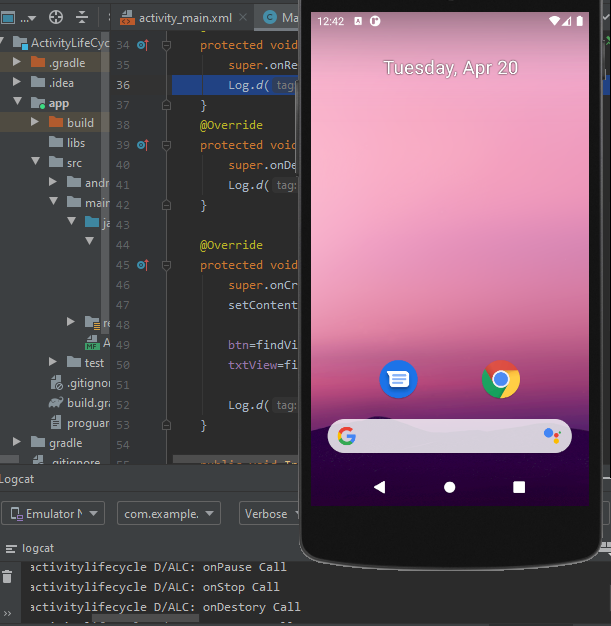 ...
activity_main.xml
Ma
ActivityLifeCyc
.gradle
.idea
app
build
libs
src
andr
main
ja
re
A
test
.gitignor
build.gra
proguar
gradle
.gitignore
34 protected void
35 super.onRe
36 Log.d( tag:
37 }
38 @Override
39 protected void
40 super.onDe
41 Log.d( tag:
42 }
43
44 @Override
45 protected void
46 super.onCr
47 setContent
48
49 btn=findVi
50 txtView=fi
51
52 Log.d( tag:
53 }
54
55 public void In
12:42
Tuesday, Apr 20
Logcat
Emulator N
com.example.
Verbose
logcat
activitylifecycle D/ALC: onPause Call
activitylifecycle D/ALC: onStop Call
activitylifecycle D/ALC: onDestory Call